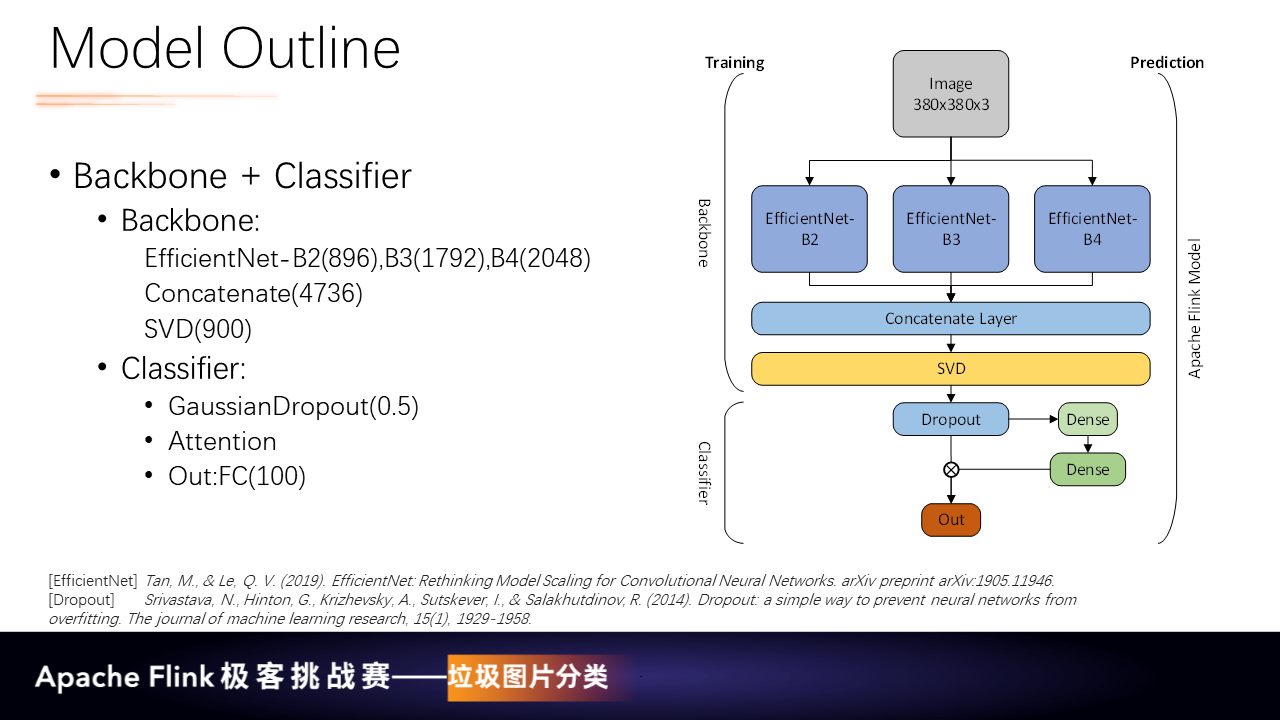 Model Outline
• Backbone + Classifier
• Backbone:
EfficientNet-B2(896),B3(1792),B4(2048)
Concatenate(4736)
SVD(900)
• Classifier:
• GaussianDropout(0.5)
• Attention
• Out:FC(100)
Training
Prediction
Image
380x380x3
Backbone
EfficientNet-
B2
EfficientNet-
B3
EfficientNet-
B4
Concatenate Layer
SVD
Apache Flink Model
Classifier
Dropout
Dense
Dense
Out
[EfficientNet] Tan, M., & Le, Q. V. (2019). EfficientNet: Rethinking Model Scaling for Convolutional Neural Networks. arXiv preprint arXiv:1905.11946.
[Dropout] Srivastava, N., Hinton, G., Krizhevsky, A., Sutskever, I., & Salakhutdinov, R. (2014). Dropout: a simple way to prevent neural networks from
overfitting. The journal of machine learning research, 15(1), 1929-1958.
Apache Flink 极客挑战赛——垃圾图片分类